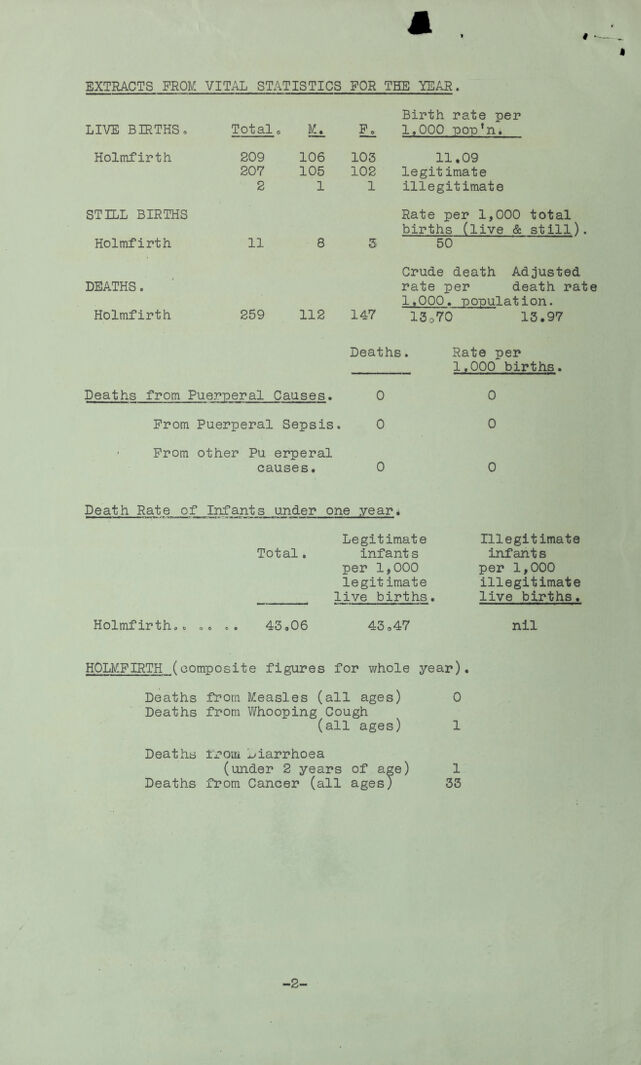 EXTRACTS FROM VITAL STATISTICS FOR THE YEAR.
Birth rate per
LIVE BIRTHS. Total. M. F. 1,000 pop'n.
Holmfirth 209 106 103 11.09
207 105 102 legitimate
2 1 1 illegitimate
STILL BIRTHS Rate per 1,000 total
births (live & still).
Holmfirth 11 8 3 50
Crude death Adjusted
DEATHS. rate per death rate
1,000. population.
Holmfirth 259 112 147 13.70 13.97
Deaths. Rate per
1,000 births.
Deaths from Puerperal Causes. 0 0
From Puerperal Sepsis. 0 0
From other Pu erperal
causes. 0 0
Death Rate of Infants under one year.
Legitimate Illegitimate
Total. infants infants
per 1,000 per 1,000
legitimate illegitimate
live births. live births.
Holmfirth.. .. .. 43.06 43.47 nil
HOLMFIRTH (composite figures for whole year).
Deaths from Measles (all ages) 0
Deaths from Whooping Cough
(all ages) 1
Deaths from Diarrhoea
(under 2 years of age) 1
Deaths from Cancer (all ages) 33
-2-